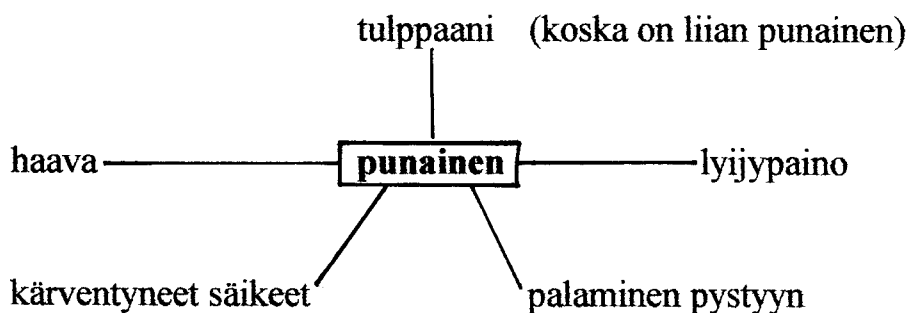 tulppaani (koska on liian punainen)
haava punainen lyijypaino
kärventyneet säikeet palaminen pystyyn